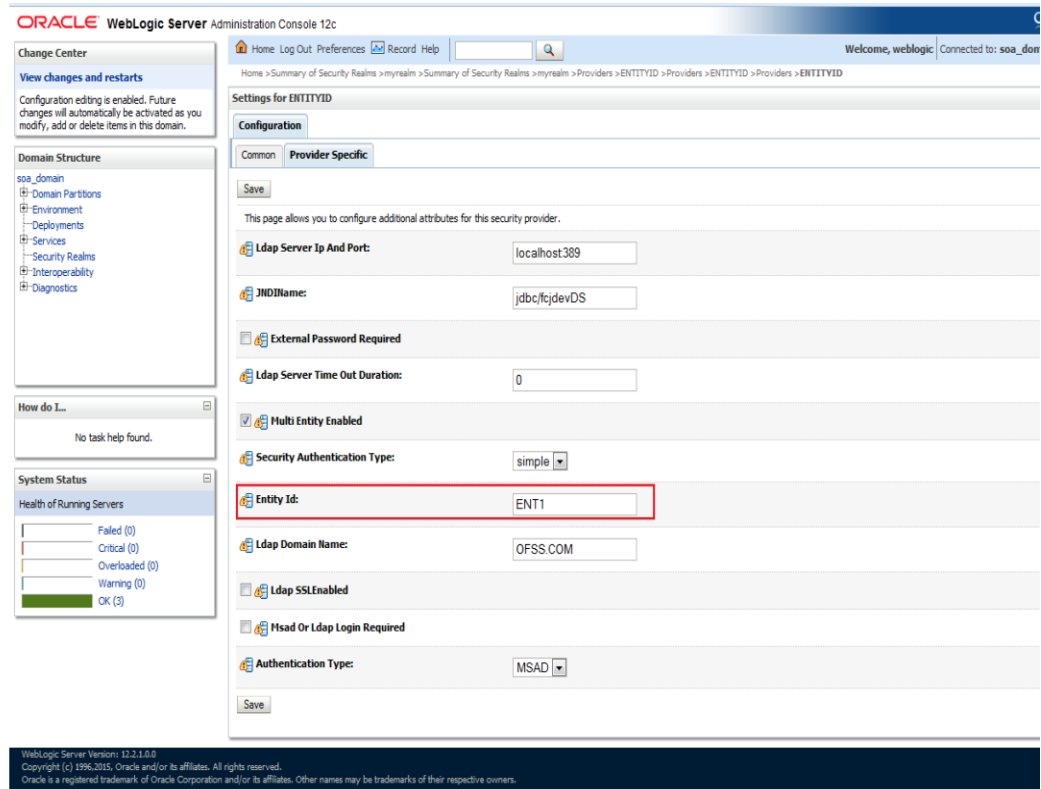 ORACLE WebLogic Server Administration Console 12c
Change Center
View changes and restarts
Configuration editing is enabled. Future
changes will automatically be activated as you
modify, add or delete items in this domain.
Domain Structure
soa_domain
Domain Partitions
Environment
Deployments
Services
Security Realms
Interoperability
Diagnostics
How do I...
No task help found.
System Status
Health of Running Servers
Failed (0)
Critical (0)
Overloaded (0)
Warning (0)
OK (3)
Home Log Out Preferences Record Help
Welcome, weblogic Connected to: soa_dom
Home >Summary of Security Realms >myrealm >Summary of Security Realms >myrealm >Providers >ENTITYID >Providers >ENTITYID >Providers >ENTITYID
Settings for ENTITYID
Configuration
Common Provider Specific
Save
This page allows you to configure additional attributes for this security provider.
Ldap Server Ip And Port: localhost:389
JNDIName: jdbc/fcjdevDS
External Password Required
Ldap Server Time Out Duration: 0
Multi Entity Enabled
Security Authentication Type: simple
Entity Id: ENT1
Ldap Domain Name: OFSS.COM
Ldap SSLEnabled
Msad Or Ldap Login Required
Authentication Type: MSAD
Save
WebLogic Server Version: 12.2.1.0.0
Copyright (c) 1996,2015, Oracle and/or its affiliates. All rights reserved.
Oracle is a registered trademark of Oracle Corporation and/or its affiliates. Other names may be trademarks of their respective owners.